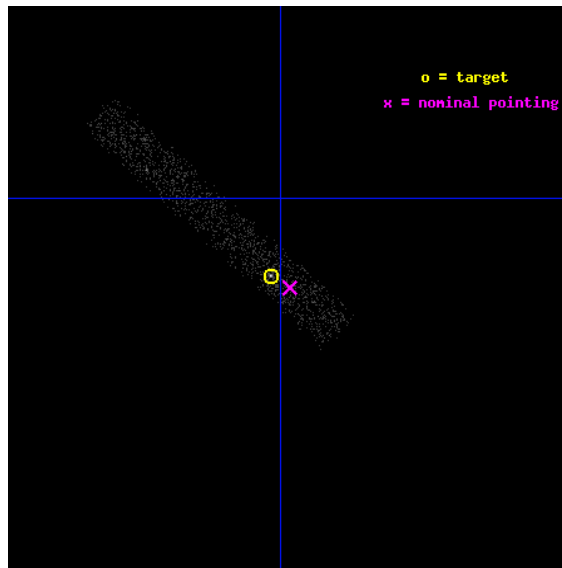 o = target
x = nominal pointing